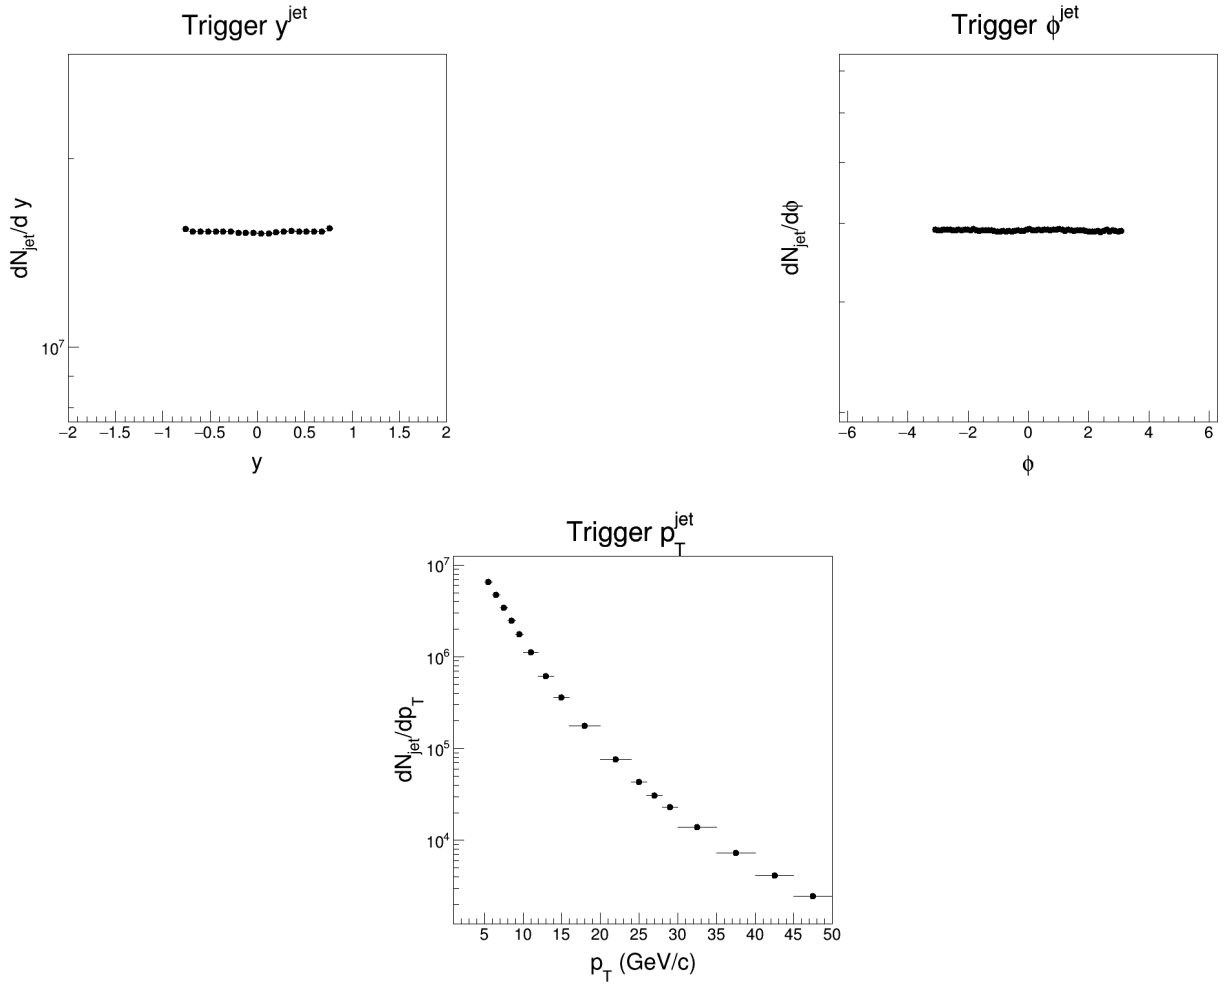 Trigger y^jet
dN_jet/d y
10^7
−2 −1.5 −1 −0.5 0 0.5 1 1.5 2
y
Trigger ϕ^jet
dN_jet/dϕ
−6 −4 −2 0 2 4 6
ϕ
Trigger p_T^jet
dN_jet/dp_T
10^7
10^6
10^5
10^4
5 10 15 20 25 30 35 40 45 50
p_T (GeV/c)